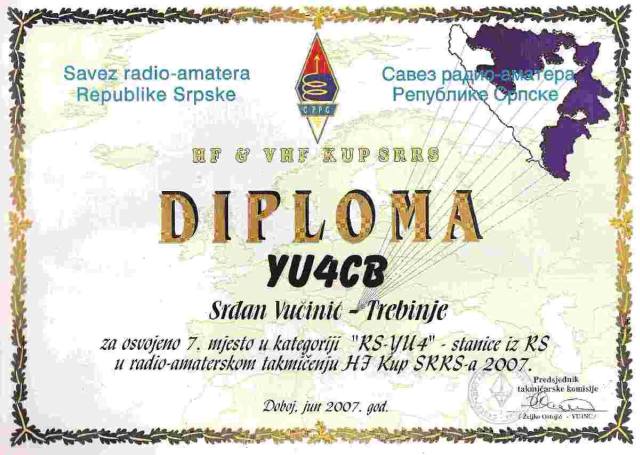 Savez radio-amatera
Republike Srpske
Савез радио-аматера
Републике Српске
СРРС
HF & VHF KUP SRRS
DIPLOMA
YU4CB
Srđan Vučinić - Trebinje
za osvojeno 7. mjesto u kategoriji "RS-YU4" - stanice iz RS
u radio-amaterskom takmičenju HF Kup SRRS-a 2007.
Doboj, jun 2007. god.
Predsjednik
takmičarske komisije